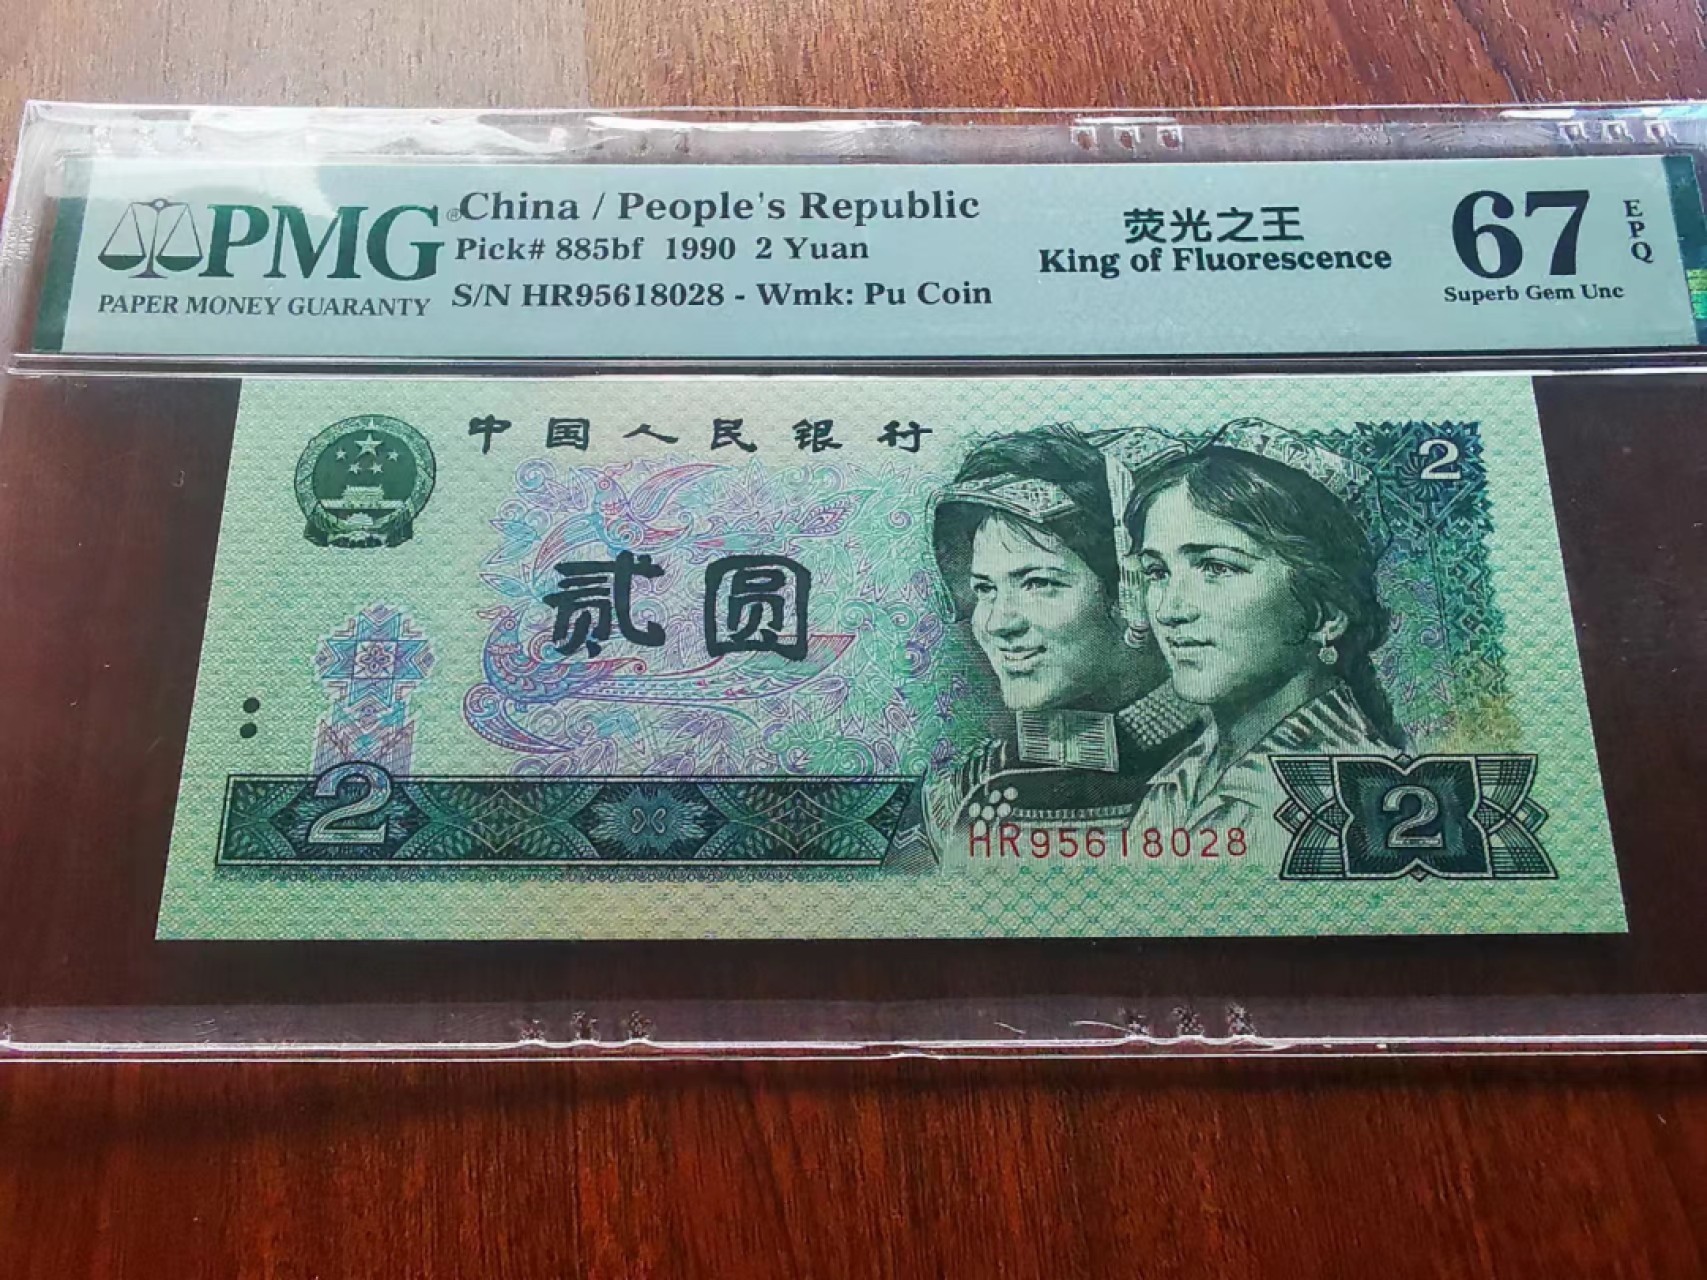 PMG®
PAPER MONEY GUARANTY
China / People's Republic
Pick# 885bf 1990 2 Yuan
S/N HR95618028 - Wmk: Pu Coin
荧光之王
King of Fluorescence
67
EPQ
Superb Gem Unc
中国人民银行
2
贰圆
2
HR95618028
2